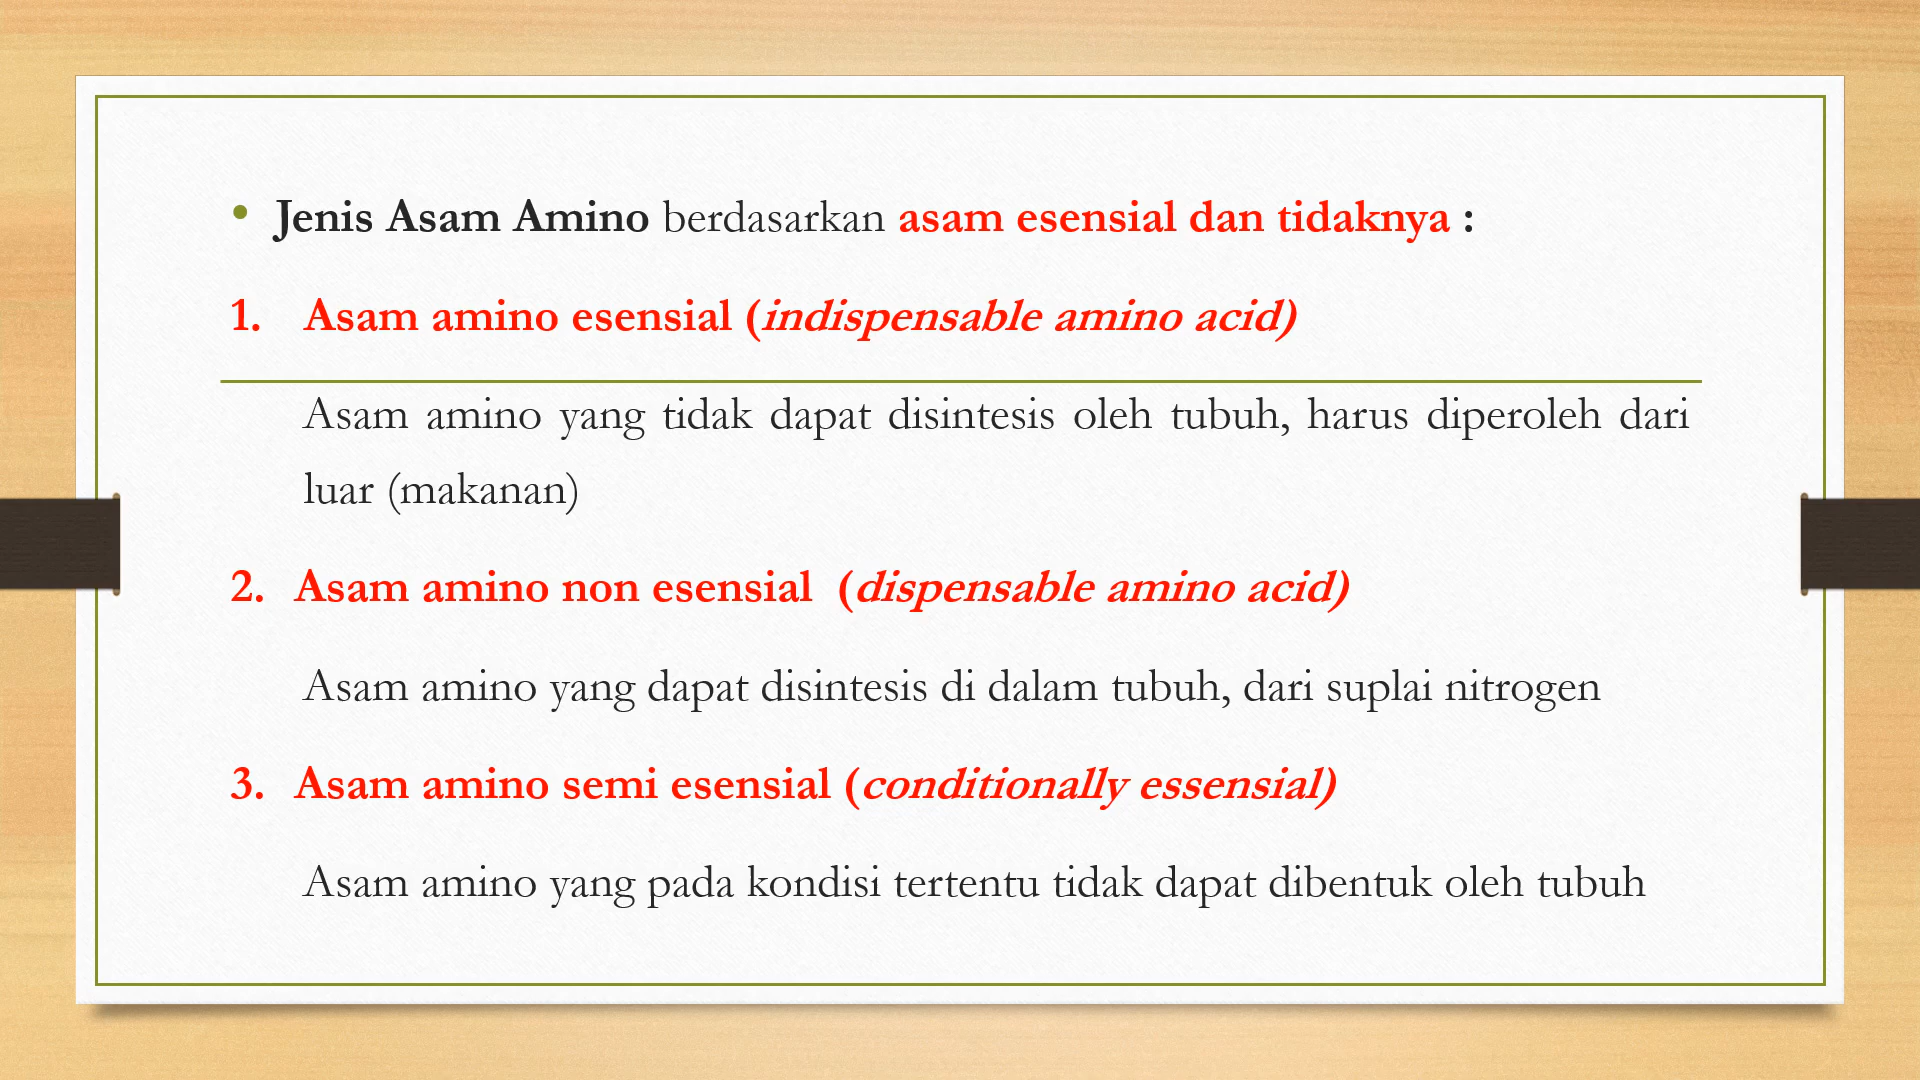 • Jenis Asam Amino berdasarkan asam esensial dan tidaknya :
1. Asam amino esensial (indispensable amino acid)
Asam amino yang tidak dapat disintesis oleh tubuh, harus diperoleh dari
luar (makanan)
2. Asam amino non esensial (dispensable amino acid)
Asam amino yang dapat disintesis di dalam tubuh, dari suplai nitrogen
3. Asam amino semi esensial (conditionally essensial)
Asam amino yang pada kondisi tertentu tidak dapat dibentuk oleh tubuh